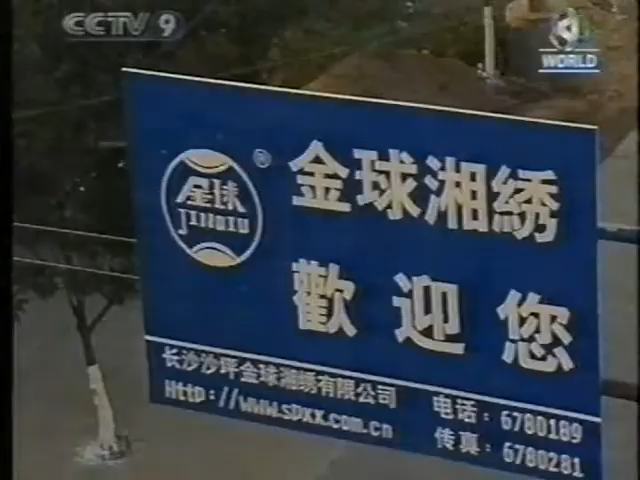 CCTV 9
WORLD
金球
JINQIU
®
金球湘绣
歡迎您
长沙沙坪金球湘绣有限公司
Http://www.spxx.com.cn
电话：6780189
传真：6780281